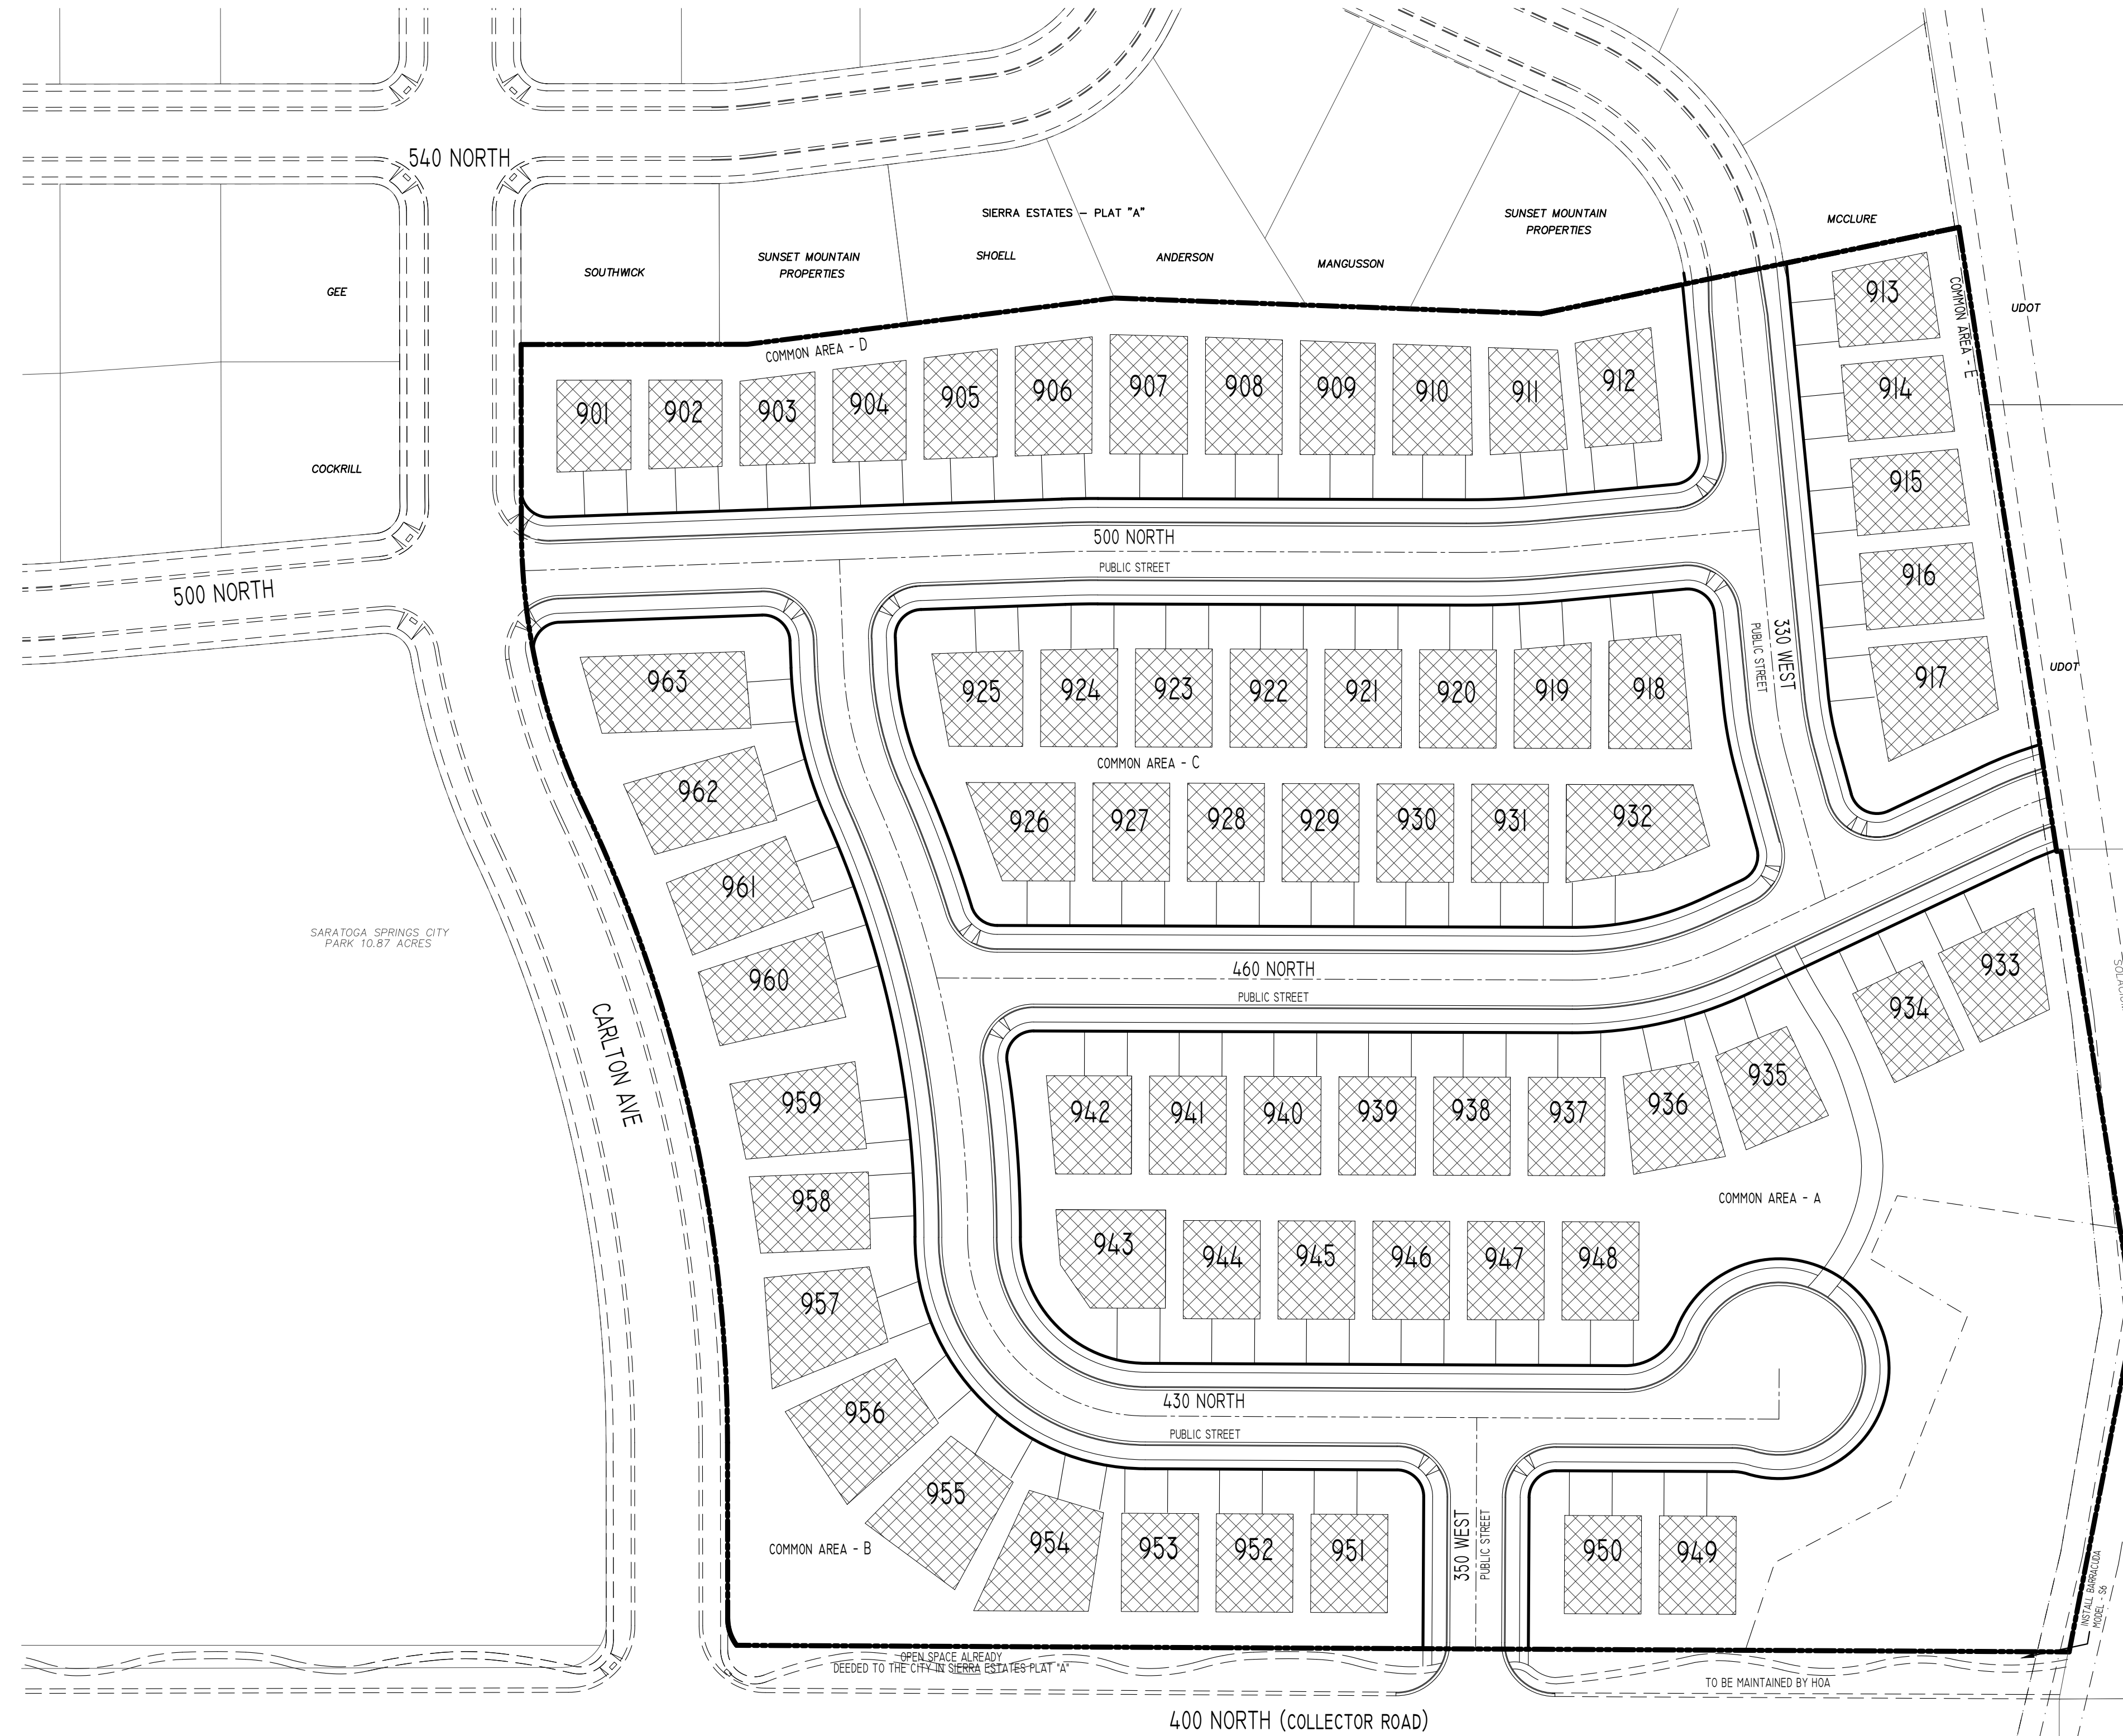 540 NORTH
SIERRA ESTATES – PLAT "A"
SUNSET MOUNTAIN
PROPERTIES
MCCLURE
SOUTHWICK
SUNSET MOUNTAIN
PROPERTIES
SHOELL
ANDERSON
MANGUSSON
GEE
COCKRILL
UDOT
COMMON AREA - E
COMMON AREA - D
901
902
903
904
905
906
907
908
909
910
911
912
913
914
915
916
917
500 NORTH
PUBLIC STREET
500 NORTH
330 WEST
PUBLIC STREET
UDOT
963
925
924
923
922
921
920
919
918
COMMON AREA - C
962
926
927
928
929
930
931
932
961
SARATOGA SPRINGS CITY
PARK 10.87 ACRES
960
460 NORTH
PUBLIC STREET
933
934
CARLTON AVE
959
942
941
940
939
938
937
936
935
958
COMMON AREA - A
943
944
945
946
947
948
957
430 NORTH
PUBLIC STREET
956
955
954
953
952
951
350 WEST
PUBLIC STREET
950
949
COMMON AREA - B
INSTALL BARRACUDA
MODEL - S6
OPEN SPACE ALREADY
DEEDED TO THE CITY IN SIERRA ESTATES PLAT "A"
TO BE MAINTAINED BY HOA
400 NORTH (COLLECTOR ROAD)